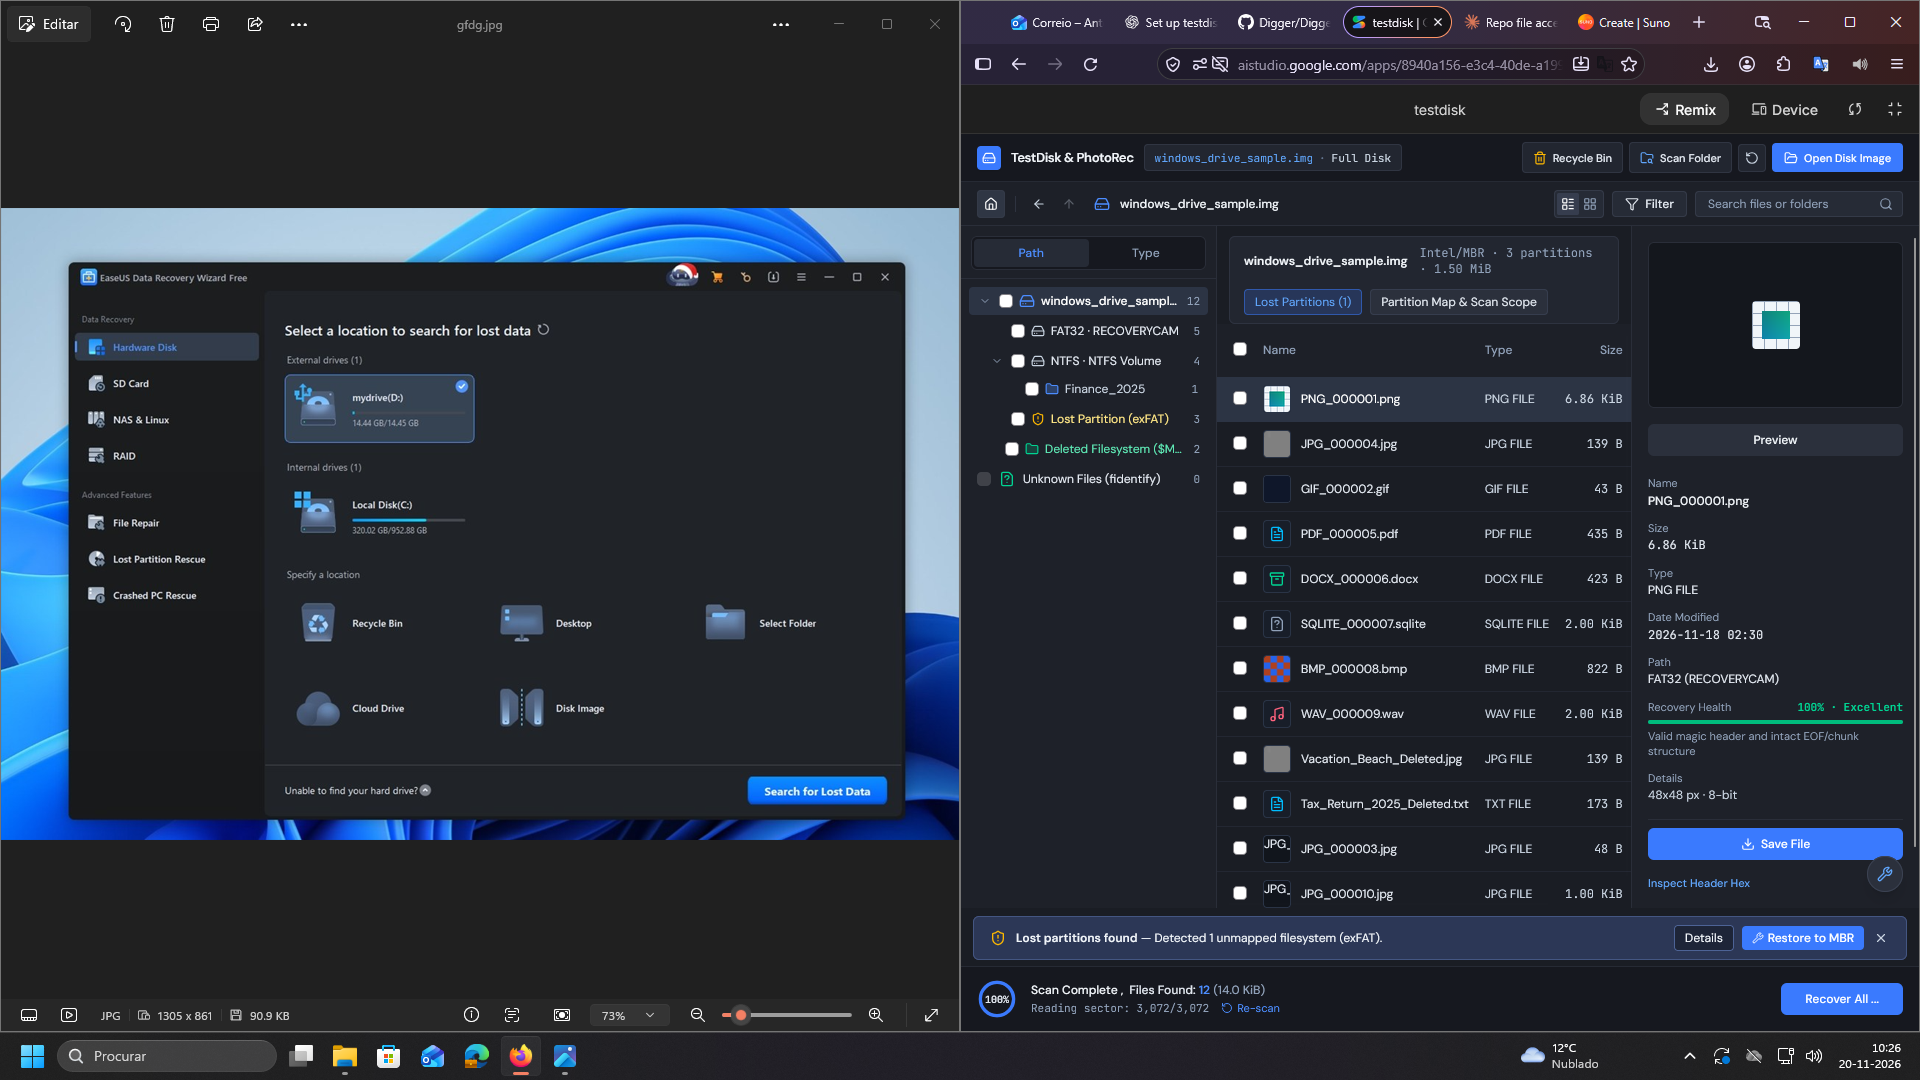 Editar
gfdg.jpg
EaseUS Data Recovery Wizard Free
Data Recovery
Hardware Disk
SD Card
NAS & Linux
RAID
Advanced Features
File Repair
Lost Partition Rescue
Crashed PC Rescue
Select a location to search for lost data
External drives (1)
mydrive(D:)
14.44 GB/14.45 GB
Internal drives (1)
Local Disk(C:)
320.02 GB/952.88 GB
Specify a location
Recycle Bin
Desktop
Select Folder
Cloud Drive
Disk Image
Unable to find your hard drive?
Search for Lost Data
JPG
1305 x 861
90.9 KB
73%
Correio – Ant
Set up testdis
Digger/Digge
testdisk | G
Repo file acce
Create | Suno
aistudio.google.com/apps/8940a156-e3c4-40de-a199
testdisk
Remix
Device
TestDisk & PhotoRec
windows_drive_sample.img · Full Disk
Recycle Bin
Scan Folder
Open Disk Image
windows_drive_sample.img
Filter
Search files or folders
Path
Type
windows_drive_sampl... 12
FAT32 · RECOVERYCAM 5
NTFS · NTFS Volume 4
Finance_2025 1
Lost Partition (exFAT) 3
Deleted Filesystem ($M... 2
Unknown Files (fidentify) 0
windows_drive_sample.img
Intel/MBR · 3 partitions
· 1.50 MiB
Lost Partitions (1)
Partition Map & Scan Scope
Name Type Size
PNG_000001.png PNG FILE 6.86 KiB
JPG_000004.jpg JPG FILE 139 B
GIF_000002.gif GIF FILE 43 B
PDF_000005.pdf PDF FILE 435 B
DOCX_000006.docx DOCX FILE 423 B
SQLITE_000007.sqlite SQLITE FILE 2.00 KiB
BMP_000008.bmp BMP FILE 822 B
WAV_000009.wav WAV FILE 2.00 KiB
Vacation_Beach_Deleted.jpg JPG FILE 139 B
Tax_Return_2025_Deleted.txt TXT FILE 173 B
JPG_ JPG_000003.jpg JPG FILE 48 B
JPG_ JPG_000010.jpg JPG FILE 1.00 KiB
Preview
Name
PNG_000001.png
Size
6.86 KiB
Type
PNG FILE
Date Modified
2026-11-18 02:30
Path
FAT32 (RECOVERYCAM)
Recovery Health 100% · Excellent
Valid magic header and intact EOF/chunk
structure
Details
48x48 px · 8-bit
Save File
Inspect Header Hex
Lost partitions found — Detected 1 unmapped filesystem (exFAT).
Details
Restore to MBR
100%
Scan Complete , Files Found: 12 (14.0 KiB)
Reading sector: 3,072/3,072 Re-scan
Recover All ...
Procurar
12°C
Nublado
10:26
20-11-2026